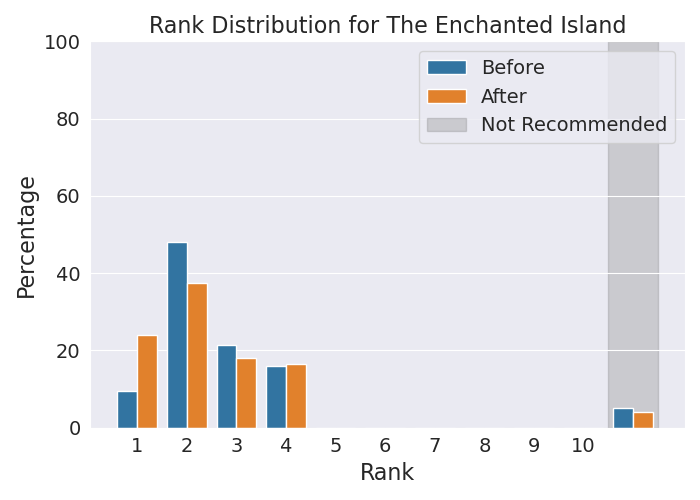 Rank Distribution for The Enchanted Island
100
80
60
40
20
0
Percentage
Before
After
Not Recommended
1 2 3 4 5 6 7 8 9 10
Rank